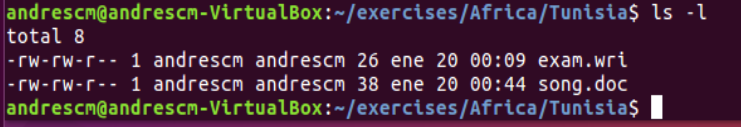 andrescm@andrescm-VirtualBox:~/exercises/Africa/Tunisia$ ls -l
total 8
-rw-rw-r-- 1 andrescm andrescm 26 ene 20 00:09 exam.wri
-rw-rw-r-- 1 andrescm andrescm 38 ene 20 00:44 song.doc
andrescm@andrescm-VirtualBox:~/exercises/Africa/Tunisia$